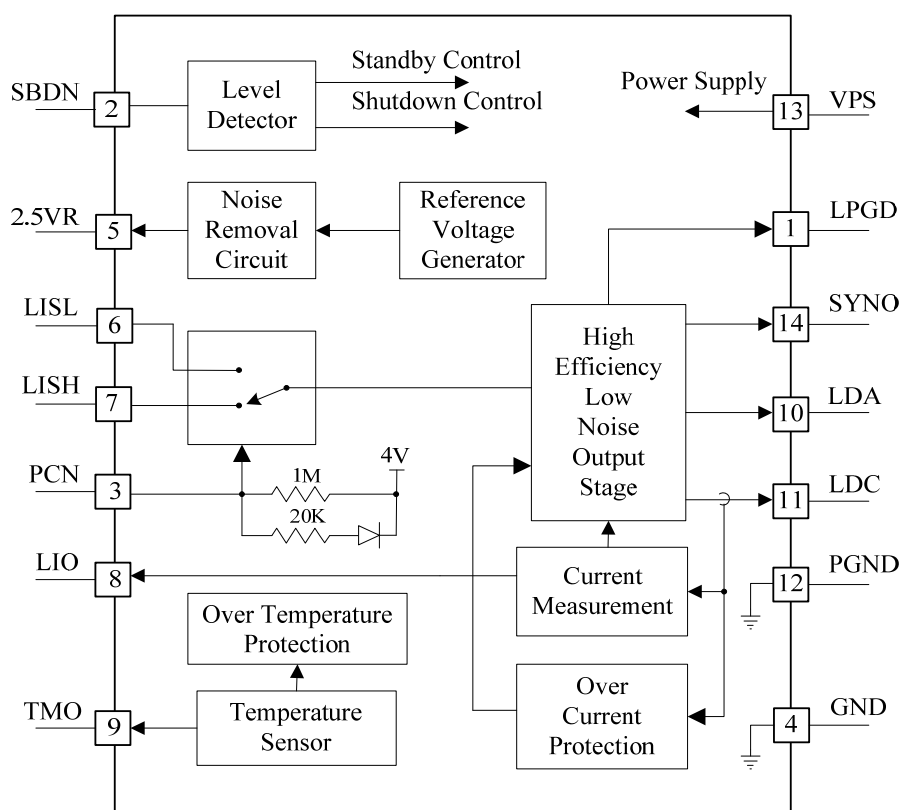 SBDN
2
Level
Detector
Standby Control
Shutdown Control
Power Supply
13
VPS
2.5VR
5
Noise
Removal
Circuit
Reference
Voltage
Generator
1
LPGD
LISL
6
LISH
7
High
Efficiency
Low
Noise
Output
Stage
14
SYNO
10
LDA
11
LDC
PCN
3
1M
4V
20K
LIO
8
Current
Measurement
12
PGND
Over Temperature
Protection
TMO
9
Temperature
Sensor
Over
Current
Protection
4
GND